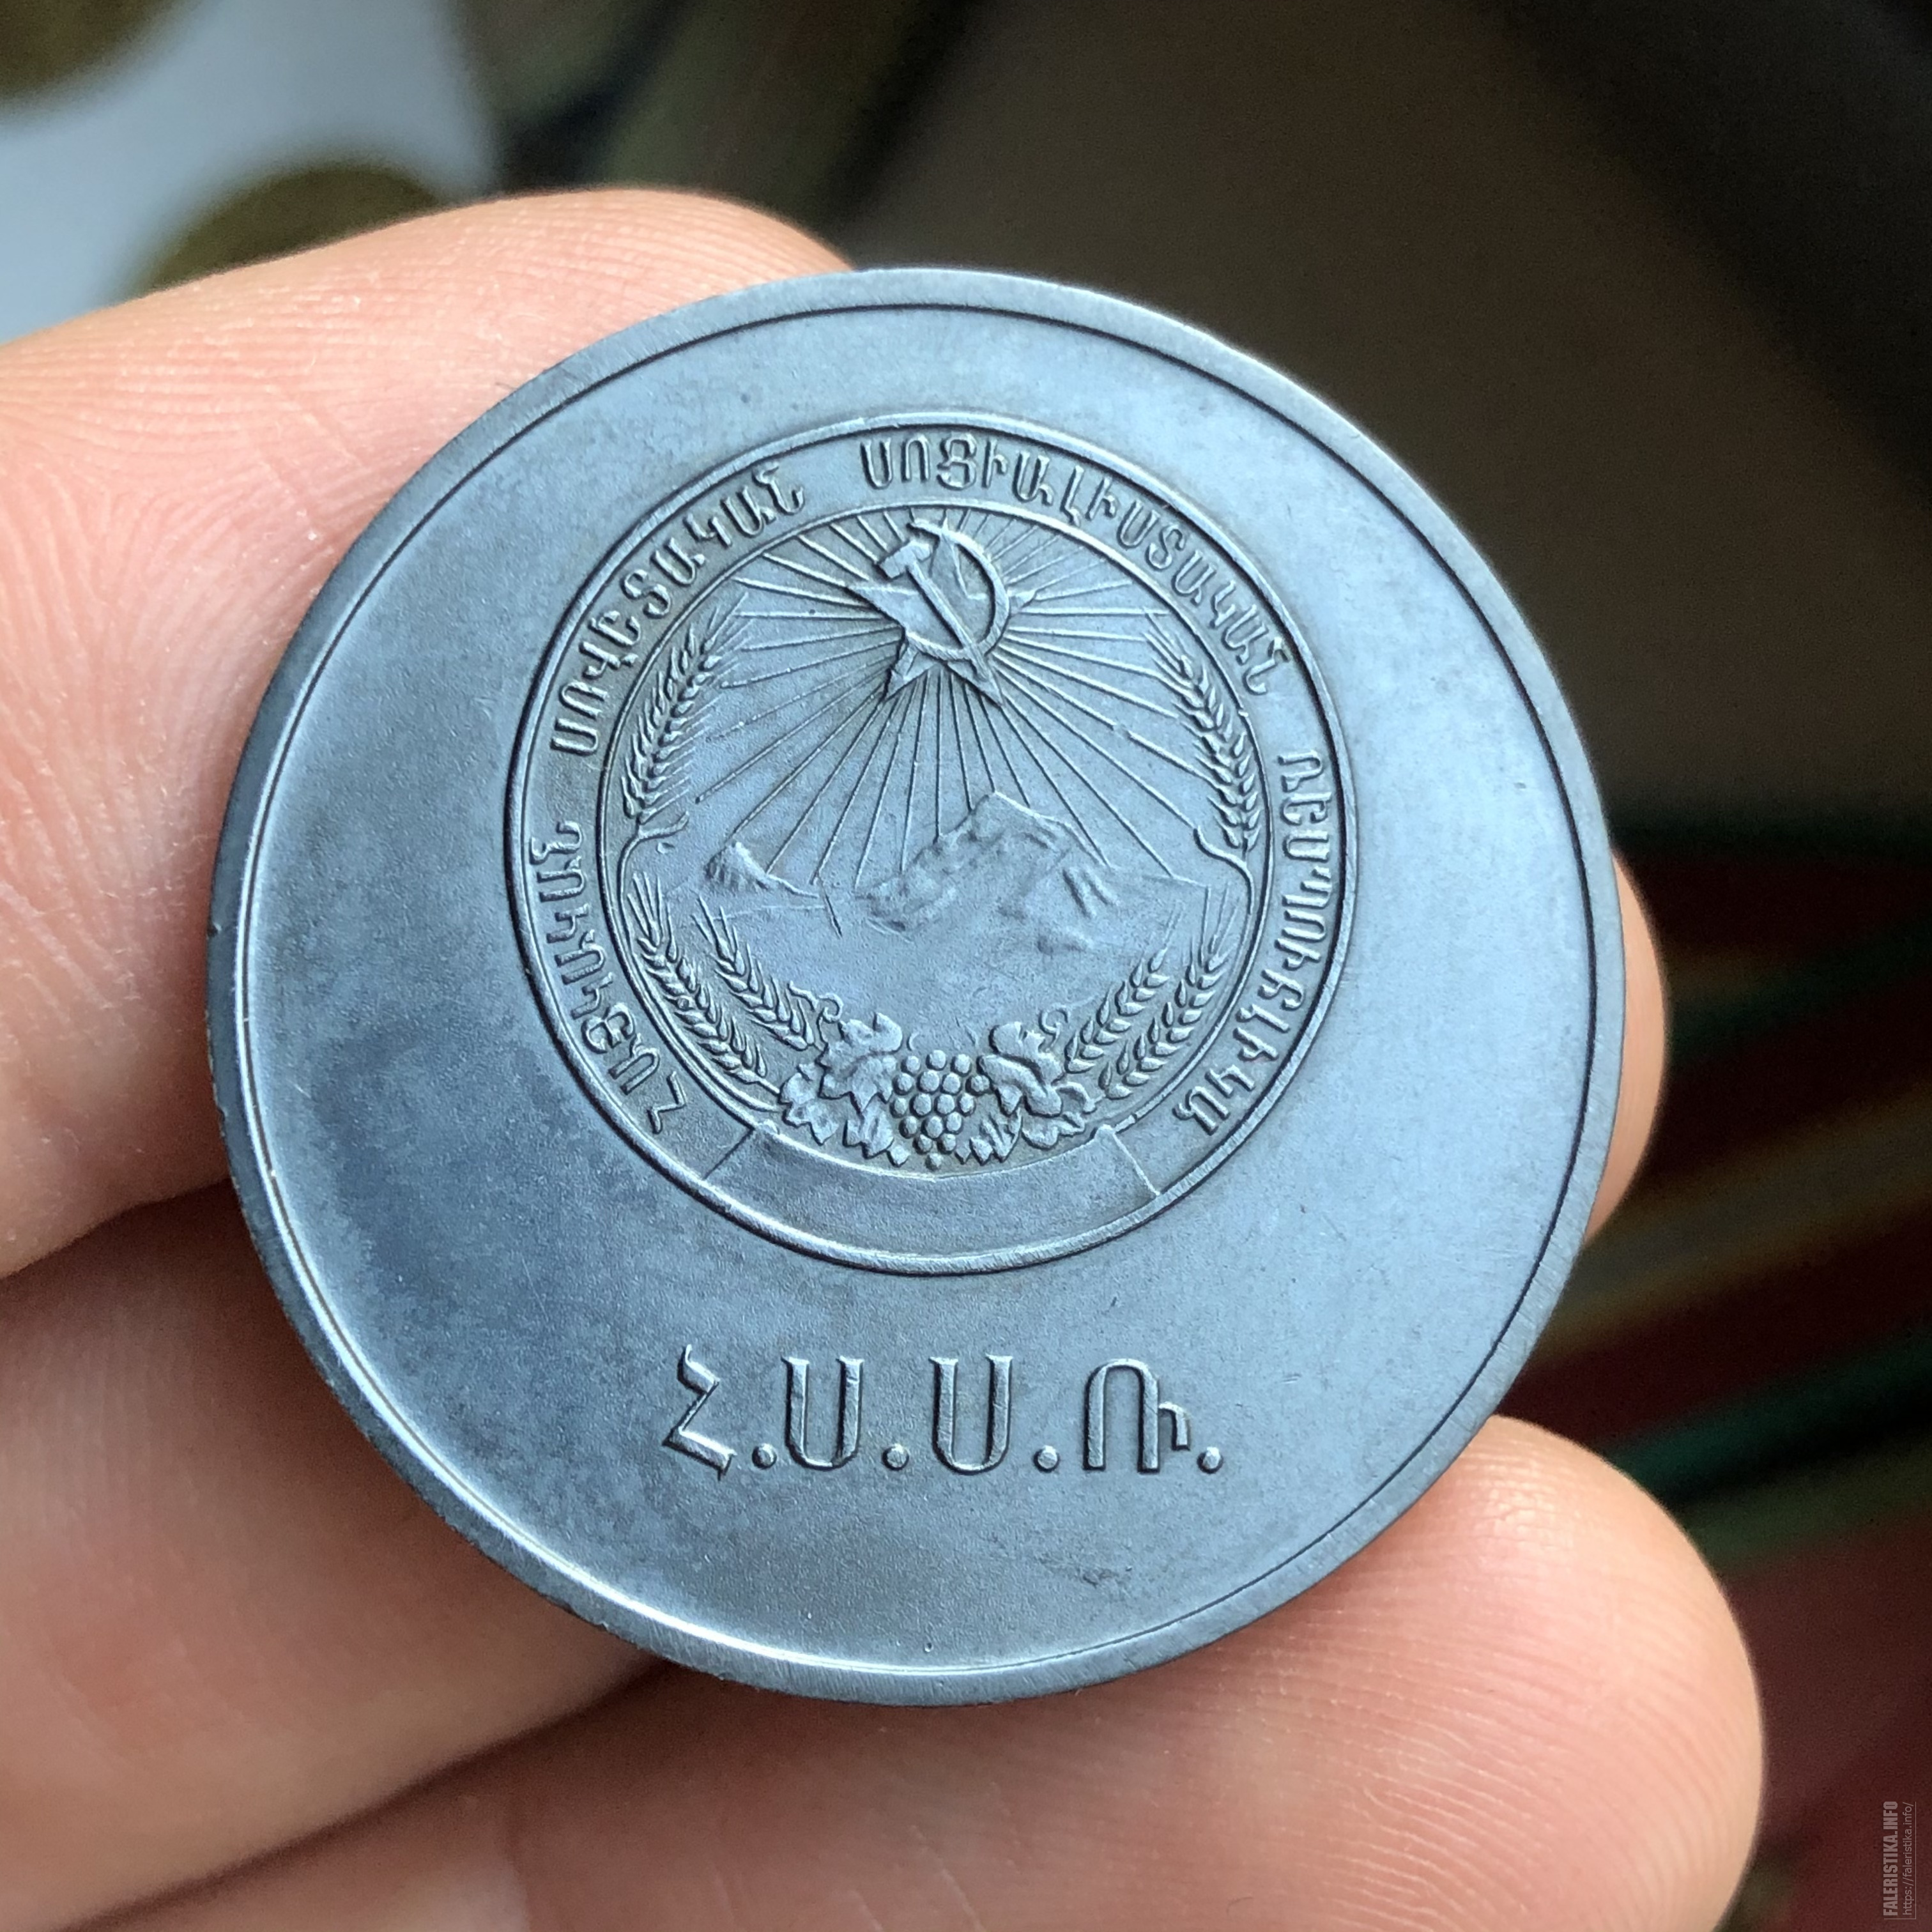 ՀԱՅԿԱԿԱՆ ՍՈՎԵՏԱԿԱՆ ՍՈՑԻԱԼԻՍՏԱԿԱՆ ՌԵՍՊՈՒԲԼԻԿԱ
Հ.Ս.Ս.Ռ.
FALERISTIKA.INFO
https://faleristika.info/